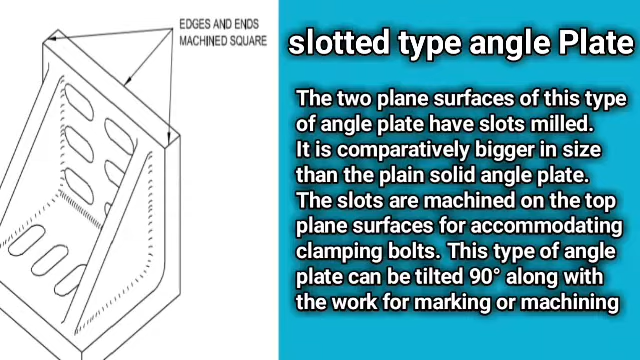 EDGES AND ENDS
MACHINED SQUARE
slotted type angle Plate
The two plane surfaces of this type
of angle plate have slots milled.
It is comparatively bigger in size
than the plain solid angle plate.
The slots are machined on the top
plane surfaces for accommodating
clamping bolts. This type of angle
plate can be tilted 90° along with
the work for marking or machining